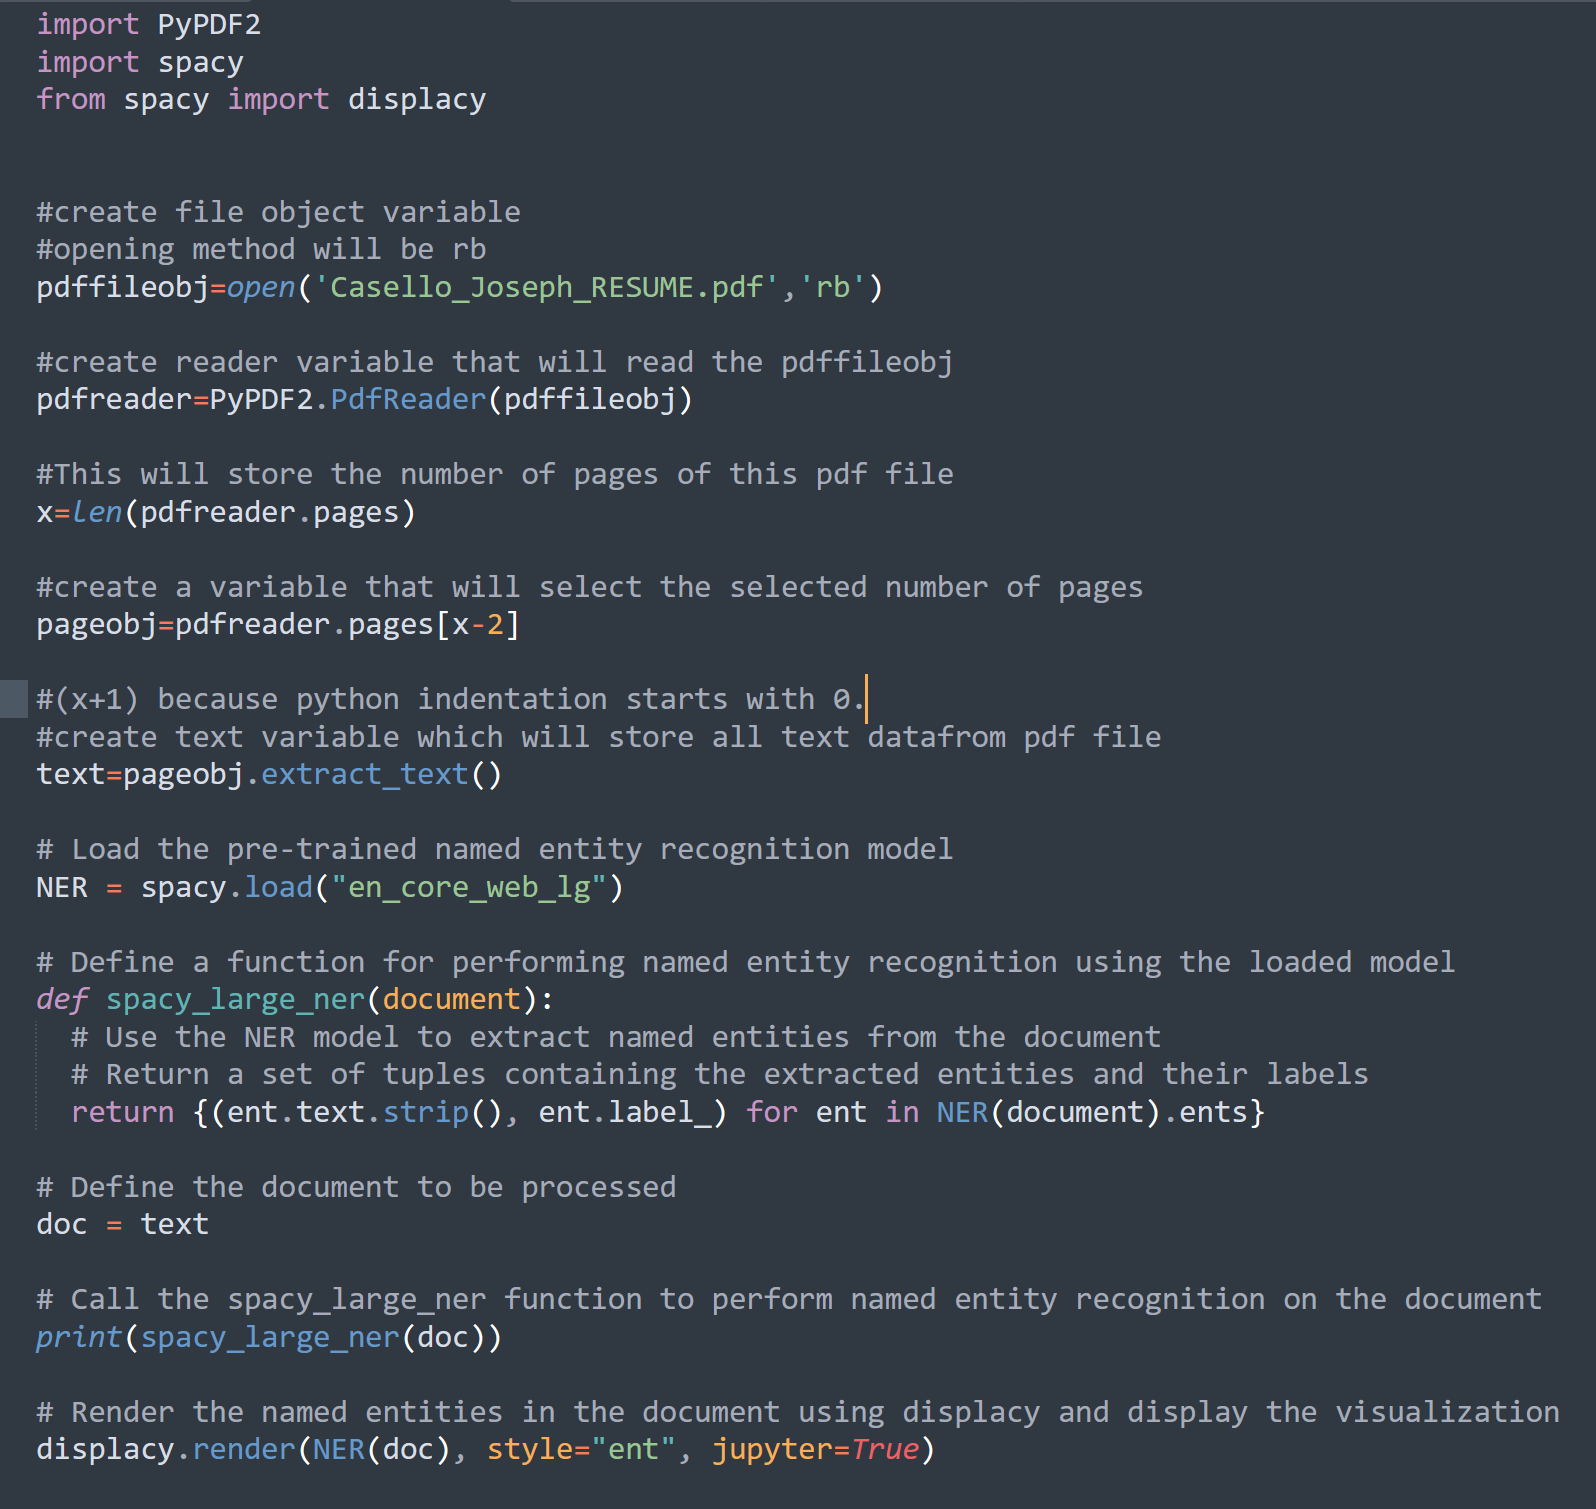 import PyPDF2
import spacy
from spacy import displacy
#create file object variable
#opening method will be rb
pdffileobj=open('Casello_Joseph_RESUME.pdf','rb')
#create reader variable that will read the pdffileobj
pdfreader=PyPDF2.PdfReader(pdffileobj)
#This will store the number of pages of this pdf file
x=len(pdfreader.pages)
#create a variable that will select the selected number of pages
pageobj=pdfreader.pages[x-2]
#(x+1) because python indentation starts with 0.
#create text variable which will store all text datafrom pdf file
text=pageobj.extract_text()
# Load the pre-trained named entity recognition model
NER = spacy.load("en_core_web_lg")
# Define a function for performing named entity recognition using the loaded model
def spacy_large_ner(document):
  # Use the NER model to extract named entities from the document
  # Return a set of tuples containing the extracted entities and their labels
  return {(ent.text.strip(), ent.label_) for ent in NER(document).ents}
# Define the document to be processed
doc = text
# Call the spacy_large_ner function to perform named entity recognition on the document
print(spacy_large_ner(doc))
# Render the named entities in the document using displacy and display the visualization
displacy.render(NER(doc), style="ent", jupyter=True)